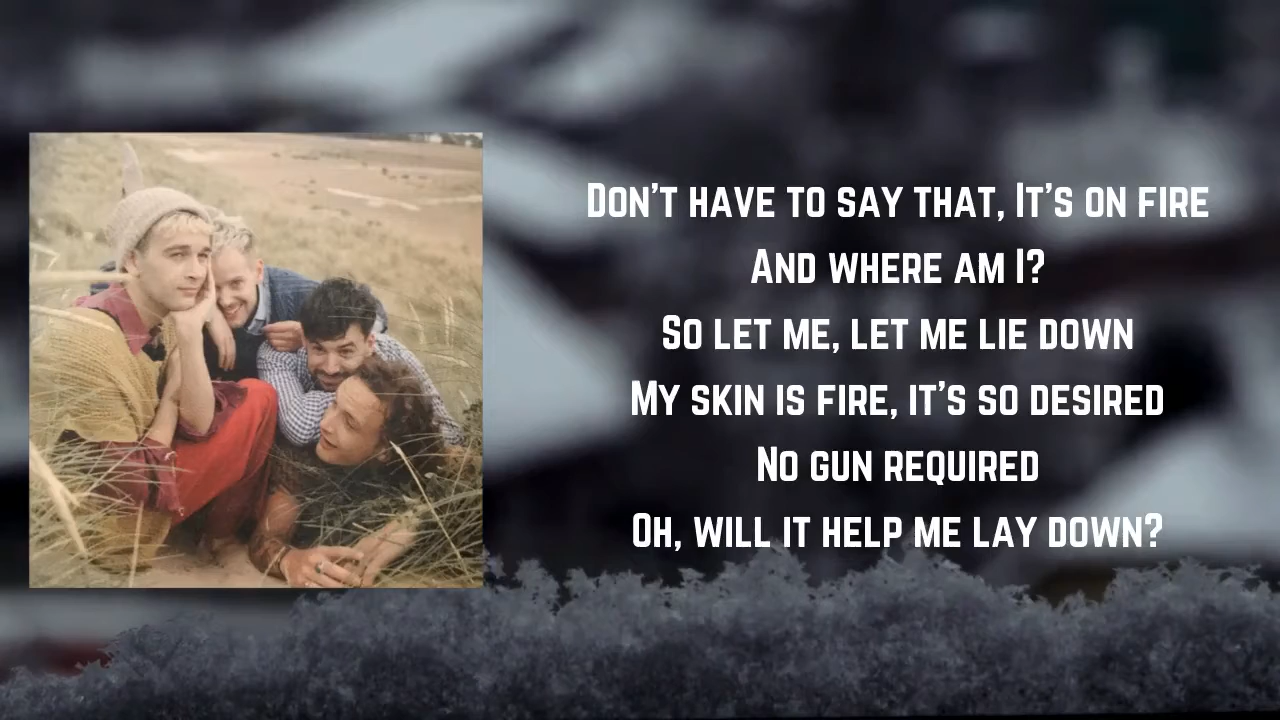 Don't have to say that, It's on fire
And where am I?
So let me, let me lie down
My skin is fire, it's so desired
No gun required
Oh, will it help me lay down?